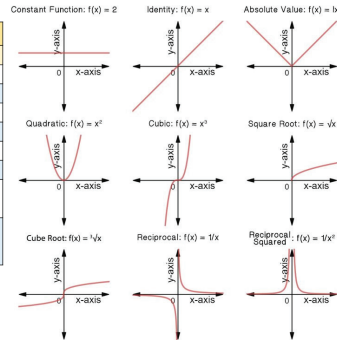 Constant Function: f(x) = 2
y-axis
0
x-axis
Identity: f(x) = x
y-axis
0
x-axis
Absolute Value: f(x) =
y-axis
0
x-axis
Quadratic: f(x) = x²
y-axis
0
x-axis
Cubic: f(x) = x³
y-axis
0
x-axis
Square Root: f(x) = √x
y-axis
0
x-axis
Cube Root: f(x) = ³√x
y-axis
0
x-axis
Reciprocal: f(x) = 1/x
y-axis
0
x-axis
Reciprocal
Squared : f(x) = 1/x²
y-axis
0
x-axis